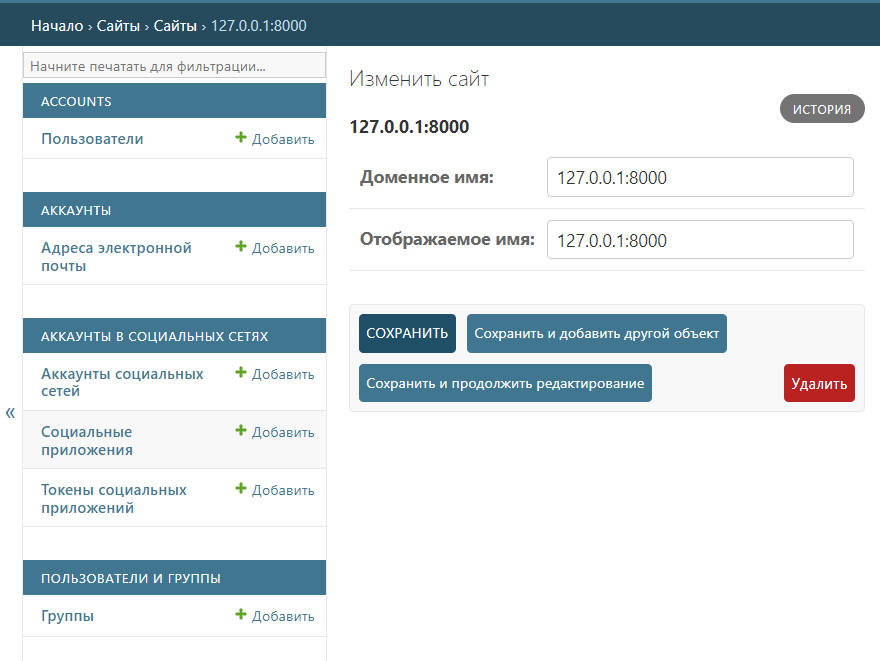 Начало › Сайты › Сайты › 127.0.0.1:8000
Начните печатать для фильтрации...
ACCOUNTS
Пользователи + Добавить
АККАУНТЫ
Адреса электронной + Добавить
почты
АККАУНТЫ В СОЦИАЛЬНЫХ СЕТЯХ
Аккаунты социальных + Добавить
сетей
«
Социальные + Добавить
приложения
Токены социальных + Добавить
приложений
ПОЛЬЗОВАТЕЛИ И ГРУППЫ
Группы + Добавить
Изменить сайт
ИСТОРИЯ
127.0.0.1:8000
Доменное имя: 127.0.0.1:8000
Отображаемое имя: 127.0.0.1:8000
СОХРАНИТЬ Сохранить и добавить другой объект
Сохранить и продолжить редактирование Удалить